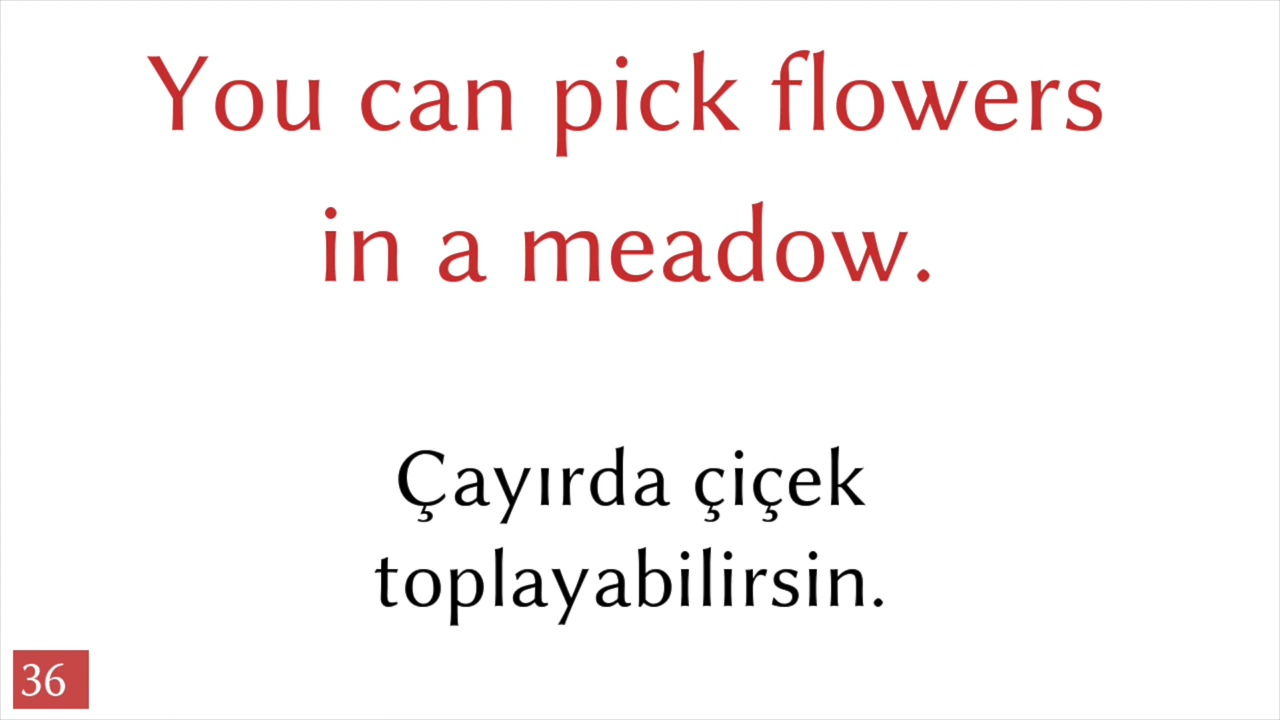 You can pick flowers
in a meadow.
Çayırda çiçek
toplayabilirsin.
36